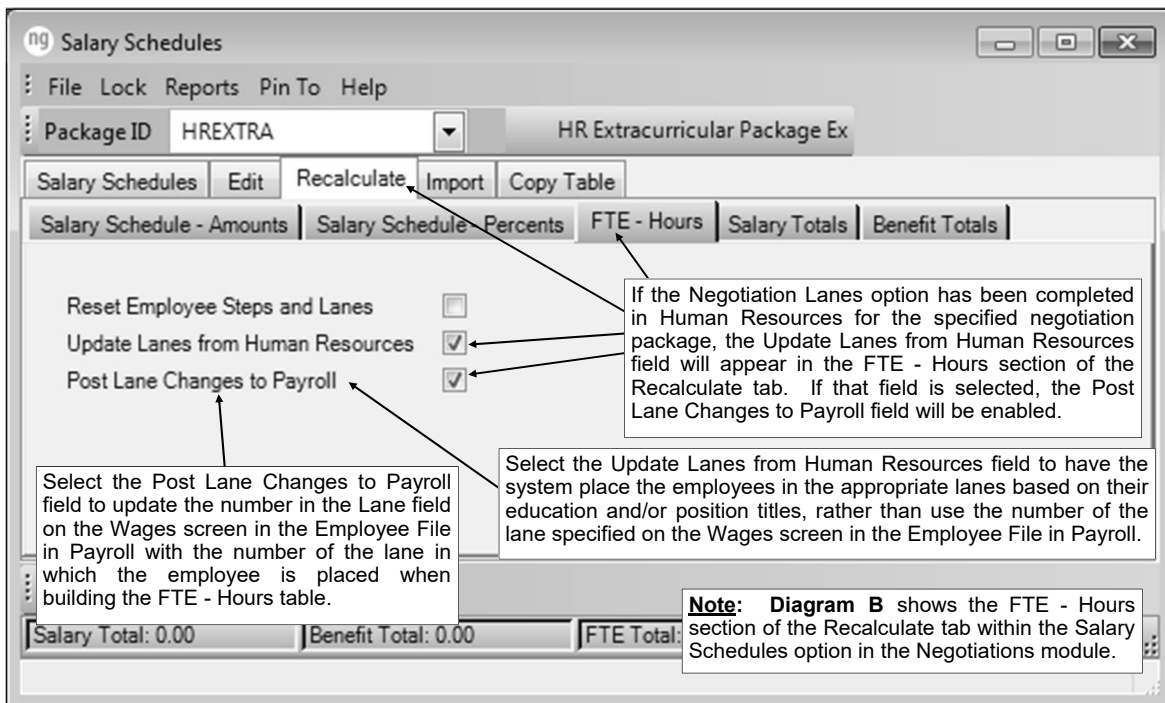 ng Salary Schedules
File Lock Reports Pin To Help
Package ID HREXTRA HR Extracurricular Package Ex
Salary Schedules Edit Recalculate Import Copy Table
Salary Schedule - Amounts Salary Schedule - Percents FTE - Hours Salary Totals Benefit Totals
Reset Employee Steps and Lanes
Update Lanes from Human Resources
Post Lane Changes to Payroll
If the Negotiation Lanes option has been completed
in Human Resources for the specified negotiation
package, the Update Lanes from Human Resources
field will appear in the FTE - Hours section of the
Recalculate tab. If that field is selected, the Post
Lane Changes to Payroll field will be enabled.
Select the Post Lane Changes to Payroll
field to update the number in the Lane field
on the Wages screen in the Employee File
in Payroll with the number of the lane in
which the employee is placed when
building the FTE - Hours table.
Select the Update Lanes from Human Resources field to have the
system place the employees in the appropriate lanes based on their
education and/or position titles, rather than use the number of the
lane specified on the Wages screen in the Employee File in Payroll.
Note: Diagram B shows the FTE - Hours
section of the Recalculate tab within the Salary
Schedules option in the Negotiations module.
Salary Total: 0.00 Benefit Total: 0.00 FTE Total: